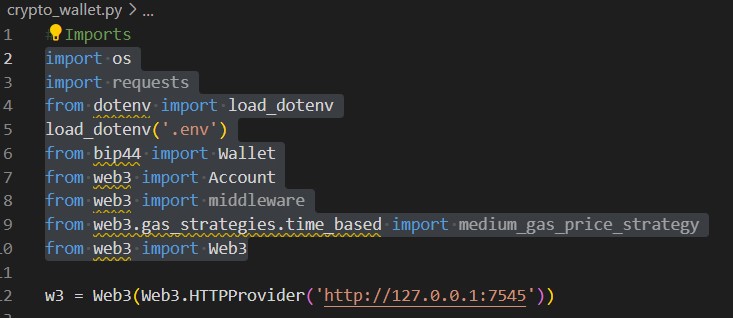 crypto_wallet.py > ...
1 # Imports
2 import os
3 import requests
4 from dotenv import load_dotenv
5 load_dotenv('.env')
6 from bip44 import Wallet
7 from web3 import Account
8 from web3 import middleware
9 from web3.gas_strategies.time_based import medium_gas_price_strategy
10 from web3 import Web3
11
12 w3 = Web3(Web3.HTTPProvider('http://127.0.0.1:7545'))